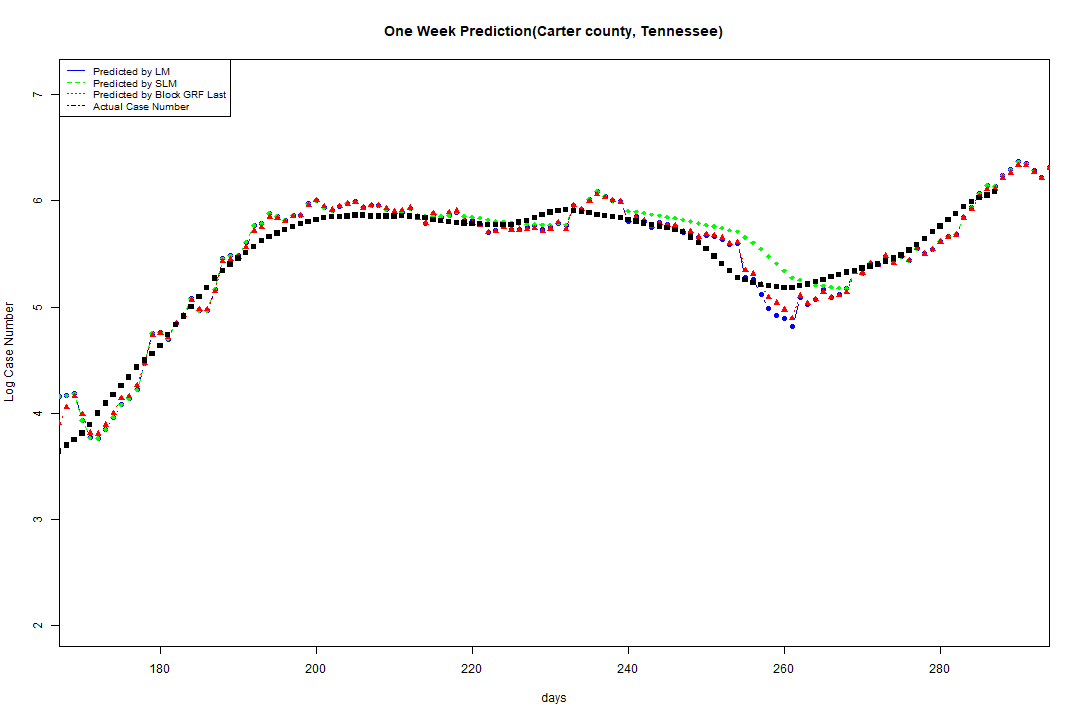 One Week Prediction(Carter county, Tennessee)
Predicted by LM
Predicted by SLM
Predicted by Block GRF Last
Actual Case Number
7
6
5
4
3
2
Log Case Number
180 200 220 240 260 280
days